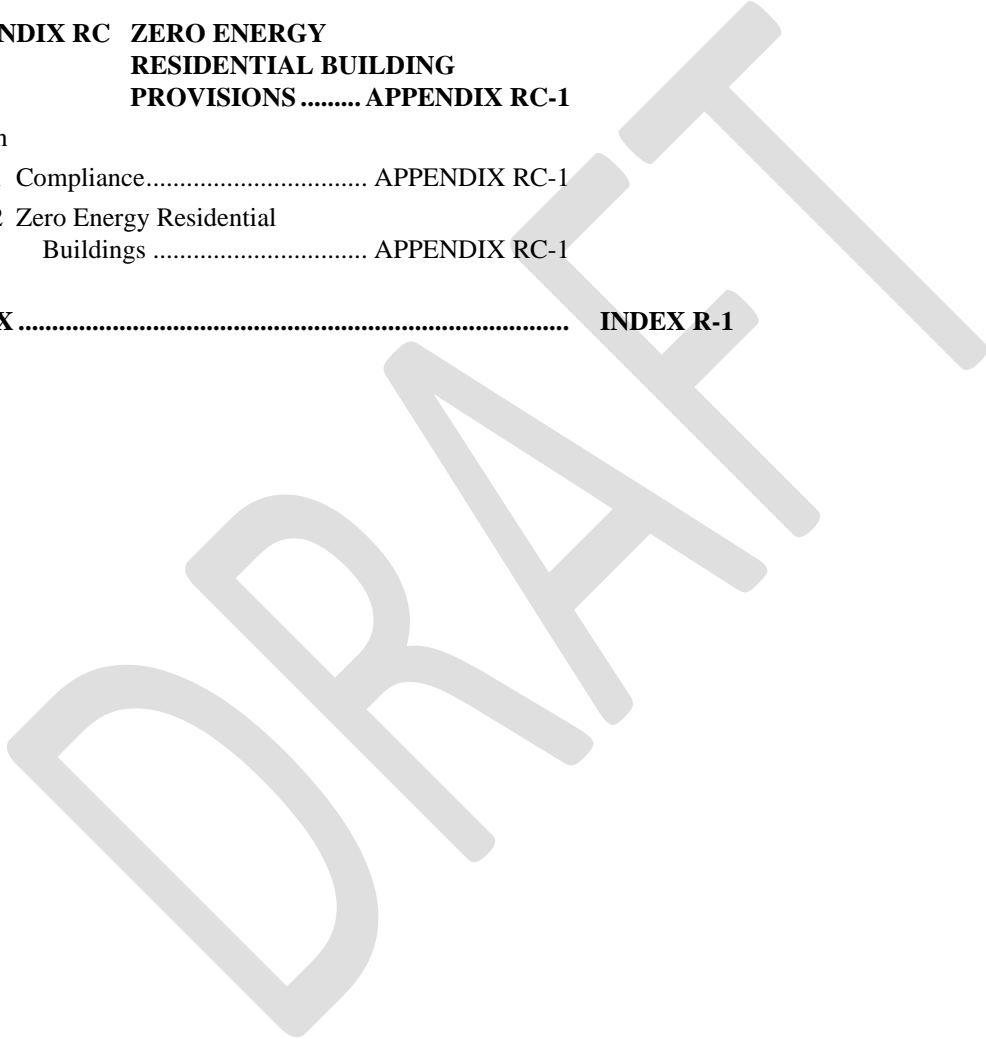 NDIX RC ZERO ENERGY
RESIDENTIAL BUILDING
PROVISIONS ......... APPENDIX RC-1
n
Compliance................................. APPENDIX RC-1
2 Zero Energy Residential
Buildings ................................ APPENDIX RC-1
X .................................................................................. INDEX R-1
DRAFT